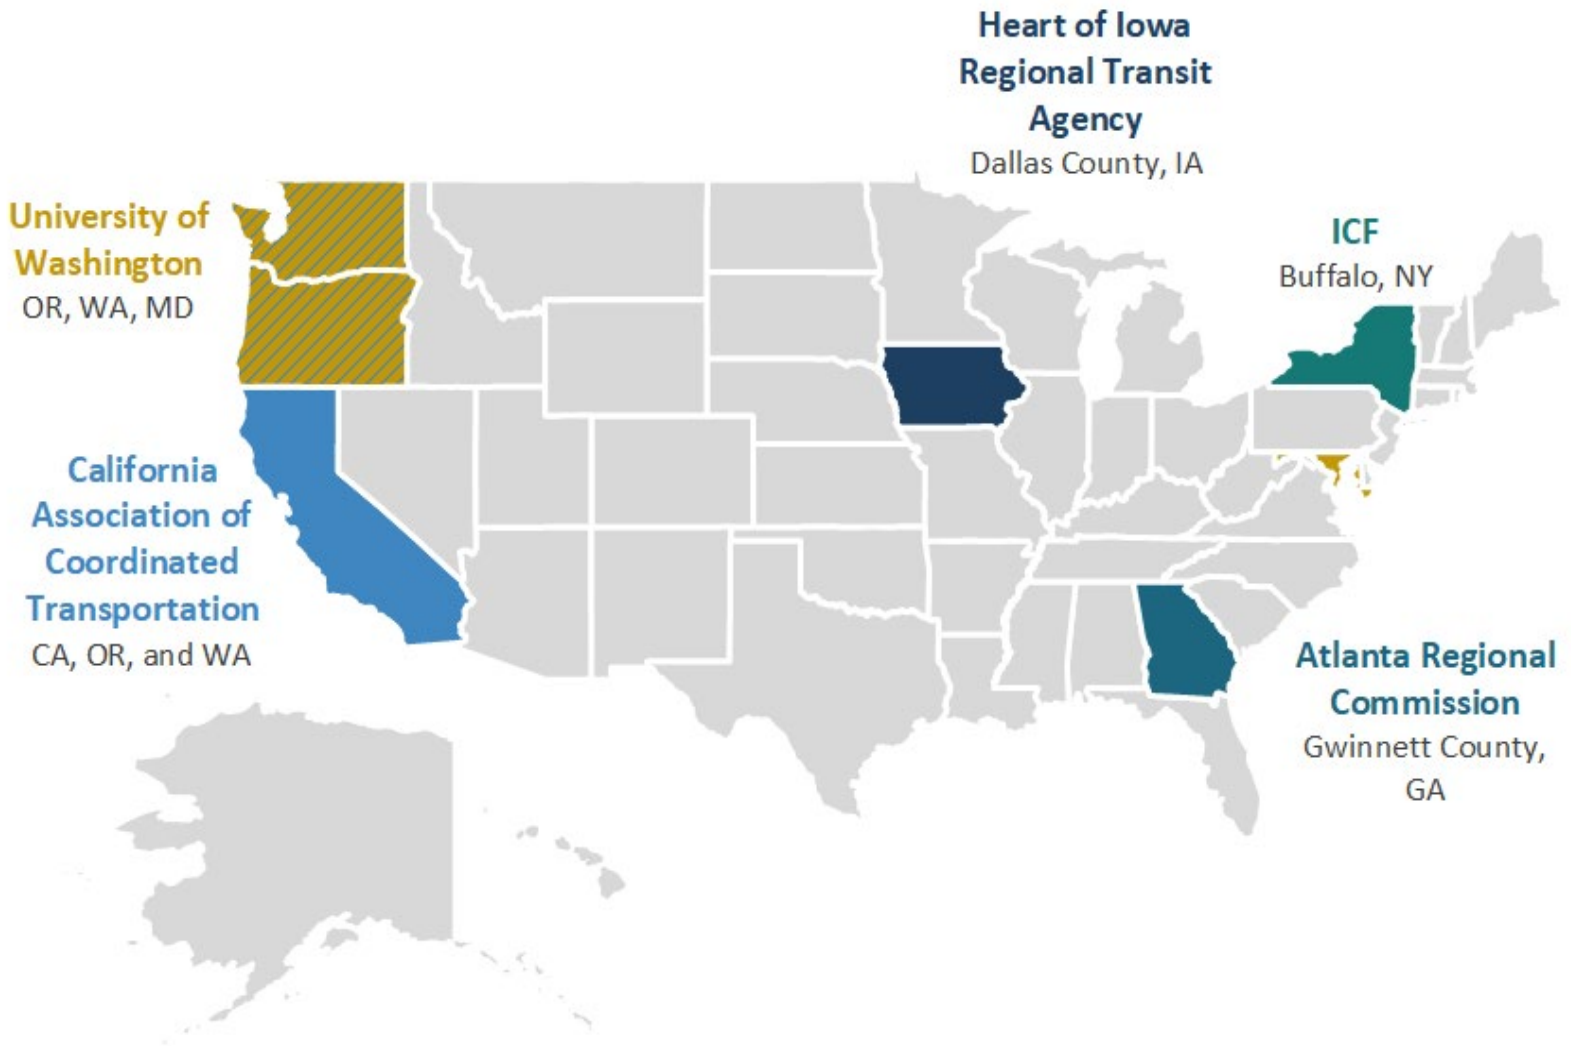 Heart of Iowa
Regional Transit
Agency
Dallas County, IA
University of
Washington
OR, WA, MD
ICF
Buffalo, NY
California
Association of
Coordinated
Transportation
CA, OR, and WA
Atlanta Regional
Commission
Gwinnett County,
GA